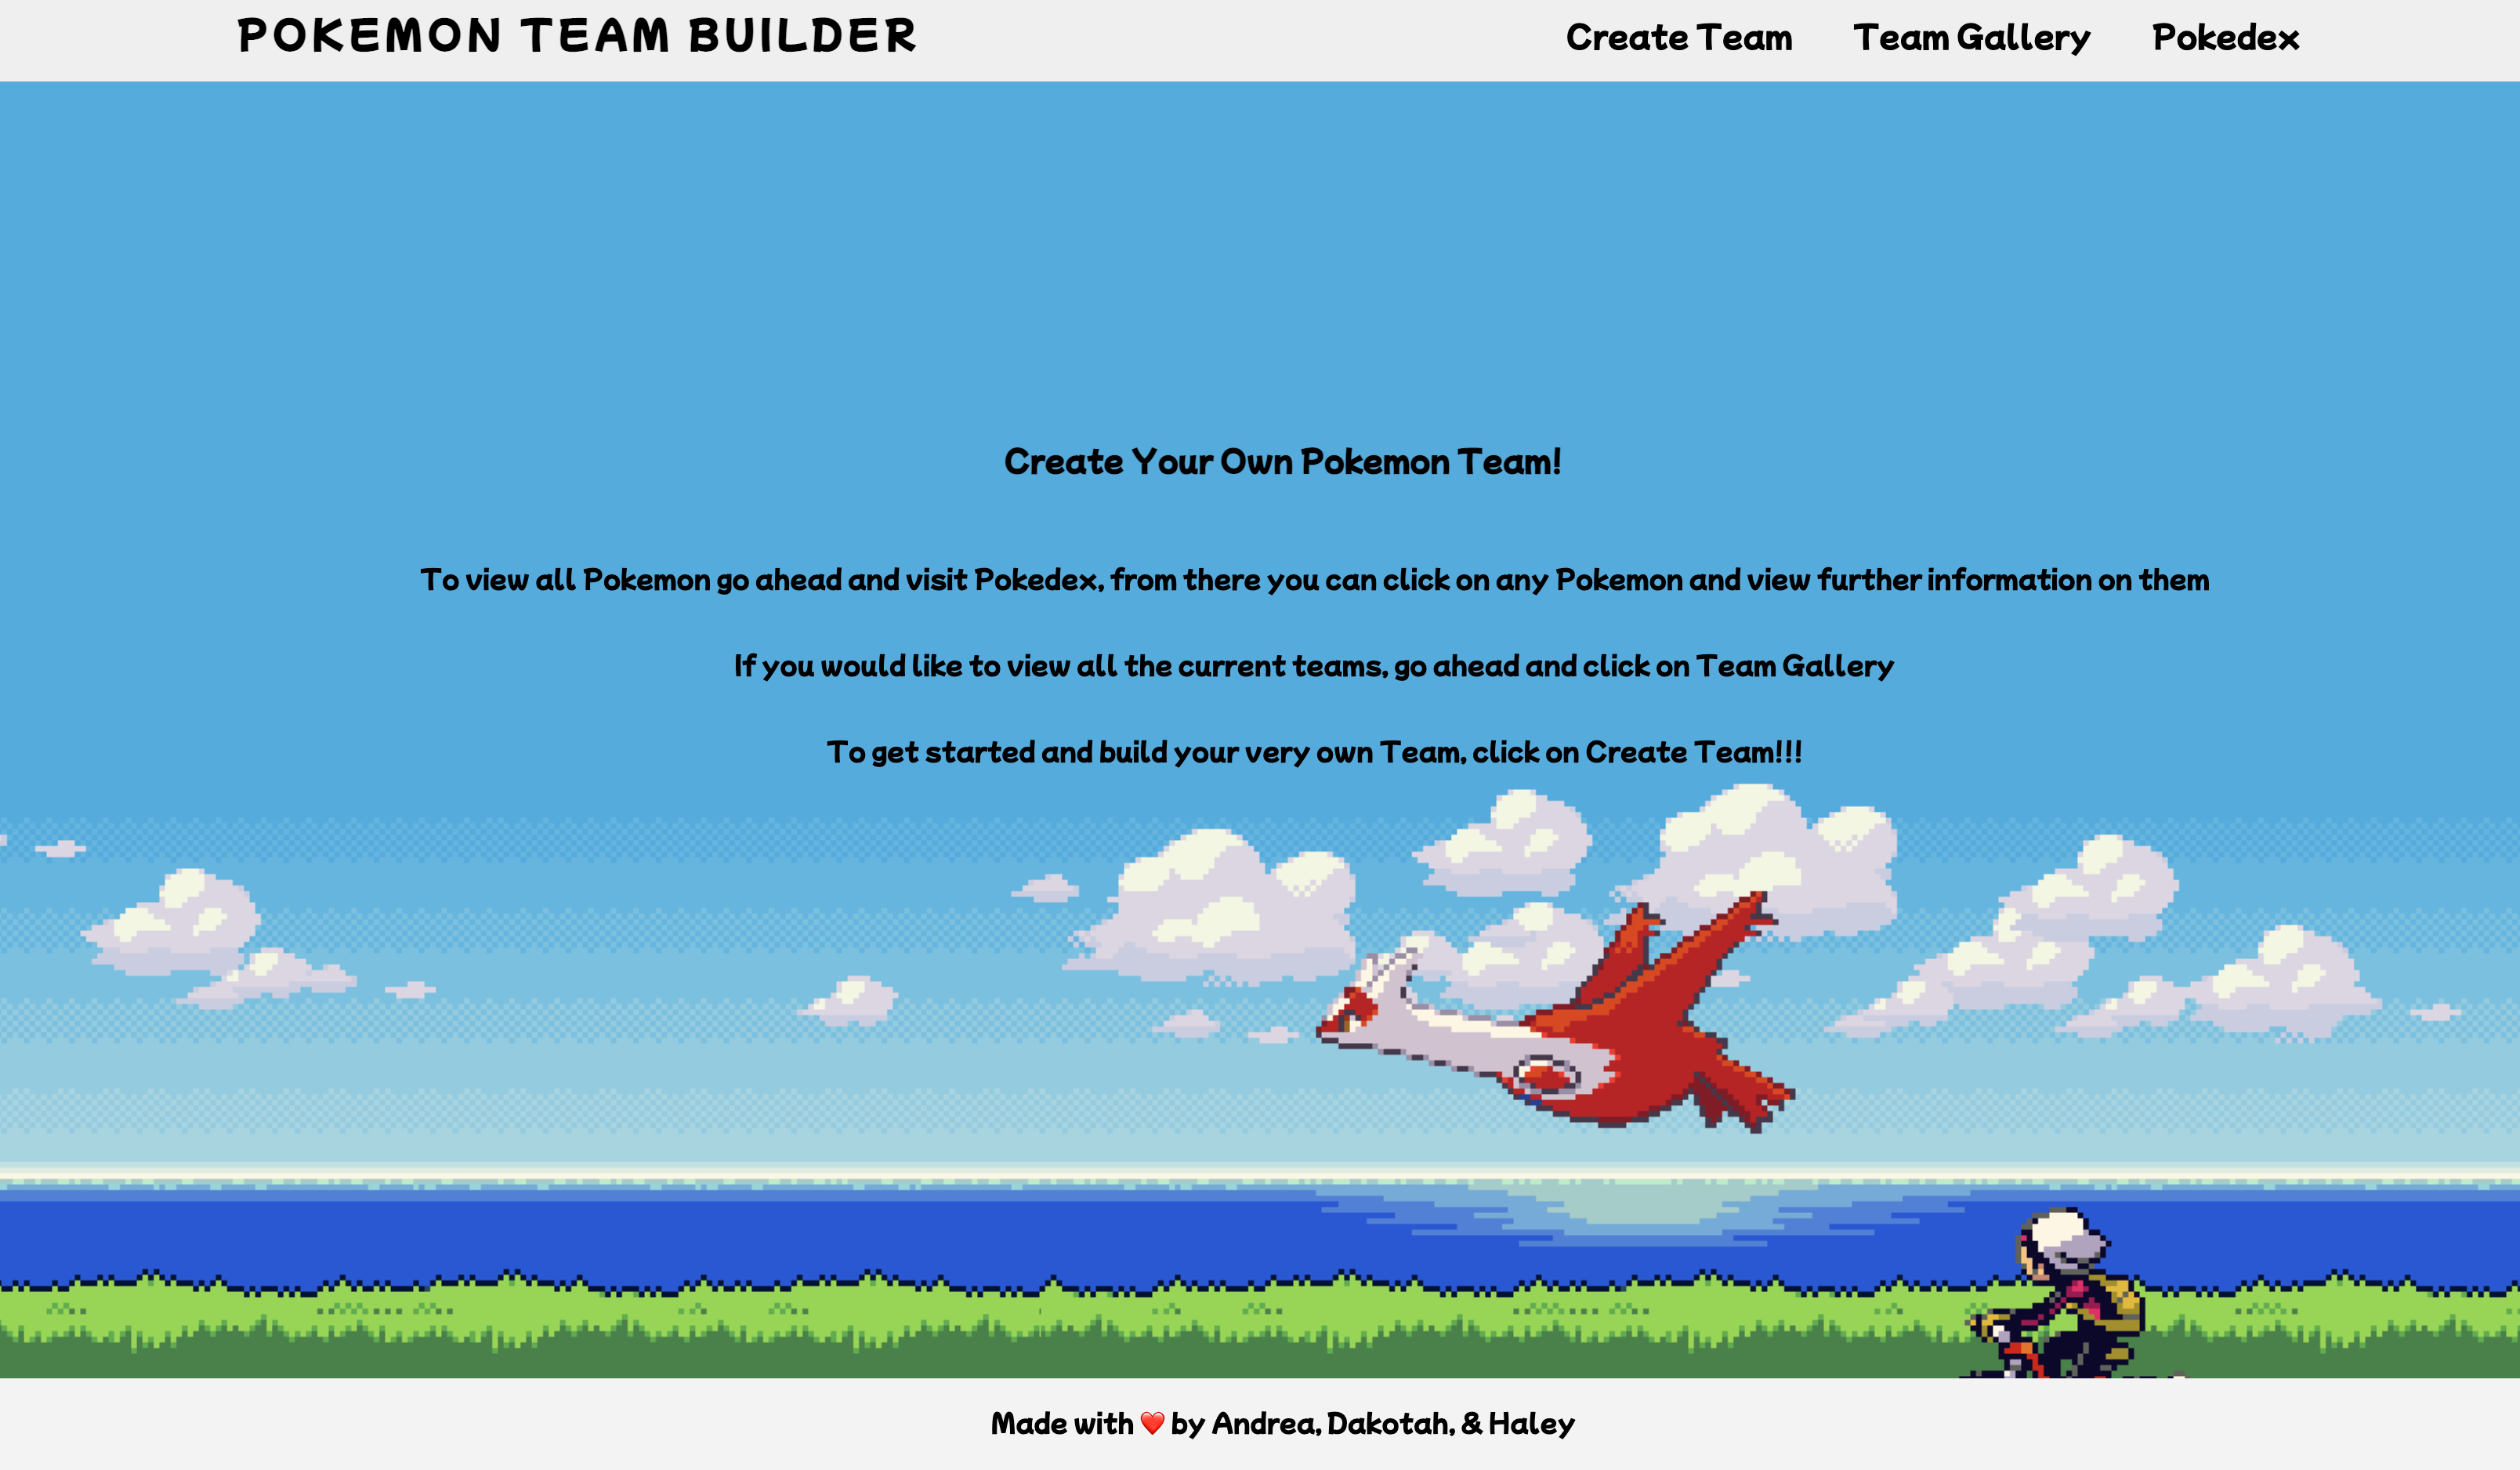 POKEMON TEAM BUILDER
Create Team
Team Gallery
Pokedex
Create Your Own Pokemon Team!
To view all Pokemon go ahead and visit Pokedex, from there you can click on any Pokemon and view further information on them
If you would like to view all the current teams, go ahead and click on Team Gallery
To get started and build your very own Team, click on Create Team!!!
Made with ❤️ by Andrea, Dakotah, & Haley